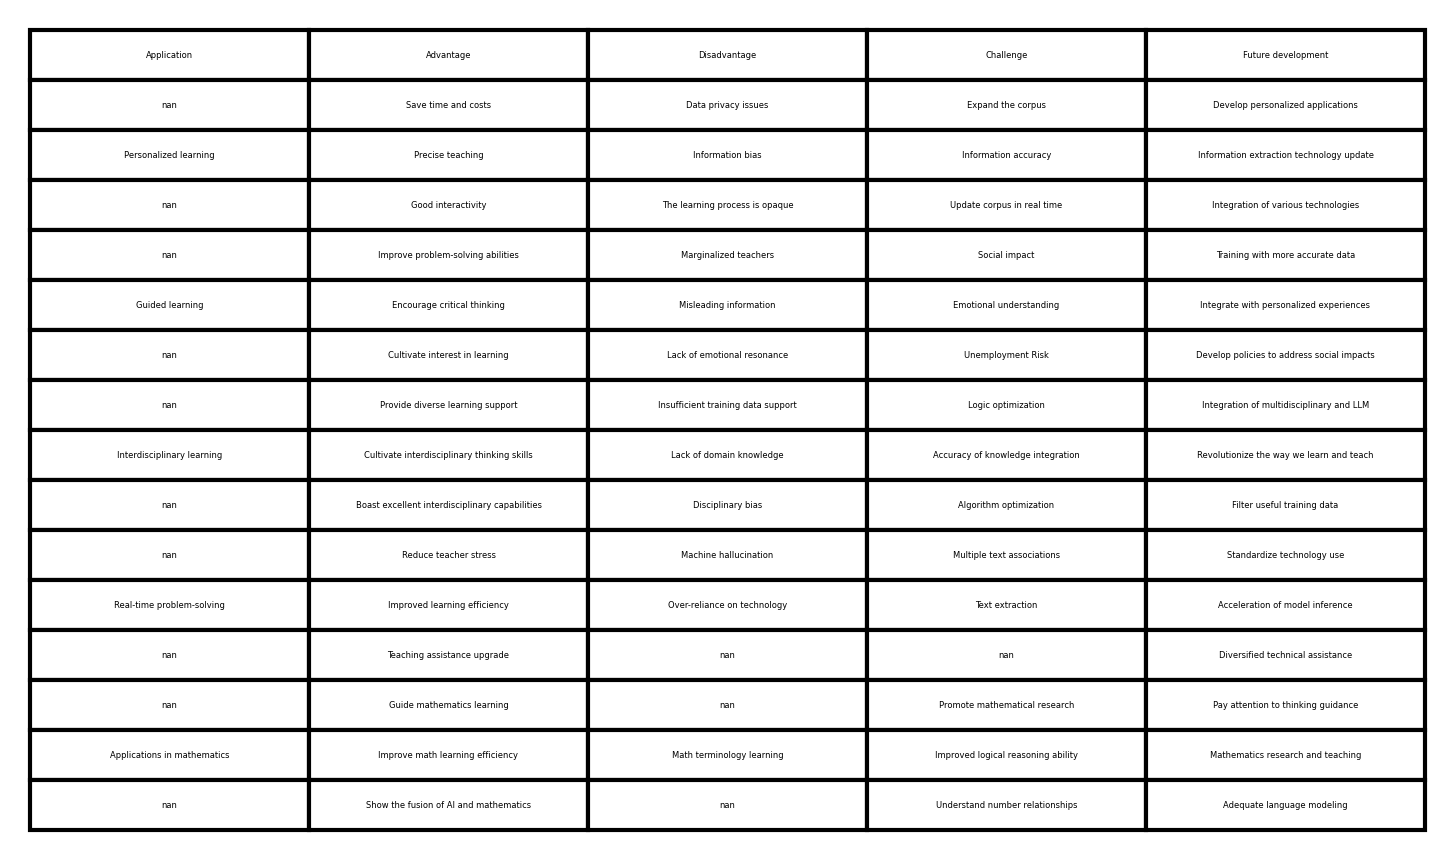 Application Advantage Disadvantage Challenge Future development
nan Save time and costs Data privacy issues Expand the corpus Develop personalized applications
Personalized learning Precise teaching Information bias Information accuracy Information extraction technology update
nan Good interactivity The learning process is opaque Update corpus in real time Integration of various technologies
nan Improve problem-solving abilities Marginalized teachers Social impact Training with more accurate data
Guided learning Encourage critical thinking Misleading information Emotional understanding Integrate with personalized experiences
nan Cultivate interest in learning Lack of emotional resonance Unemployment Risk Develop policies to address social impacts
nan Provide diverse learning support Insufficient training data support Logic optimization Integration of multidisciplinary and LLM
Interdisciplinary learning Cultivate interdisciplinary thinking skills Lack of domain knowledge Accuracy of knowledge integration Revolutionize the way we learn and teach
nan Boast excellent interdisciplinary capabilities Disciplinary bias Algorithm optimization Filter useful training data
nan Reduce teacher stress Machine hallucination Multiple text associations Standardize technology use
Real-time problem-solving Improved learning efficiency Over-reliance on technology Text extraction Acceleration of model inference
nan Teaching assistance upgrade nan nan Diversified technical assistance
nan Guide mathematics learning nan Promote mathematical research Pay attention to thinking guidance
Applications in mathematics Improve math learning efficiency Math terminology learning Improved logical reasoning ability Mathematics research and teaching
nan Show the fusion of AI and mathematics nan Understand number relationships Adequate language modeling